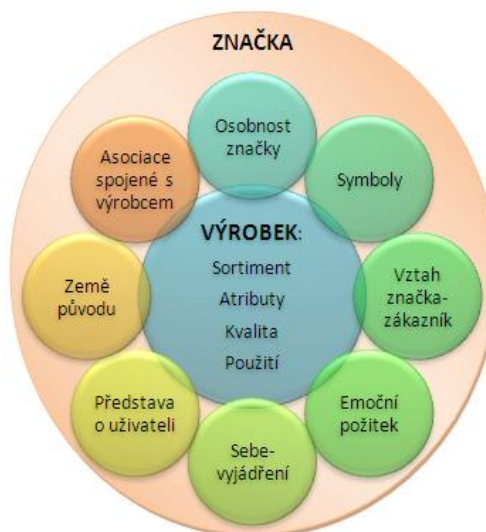 ZNAČKA
Osobnost
značky
Symboly
Vztah
značka-
zákazník
Emoční
požitek
Sebe-
vyjádření
Představa
o uživateli
Země
původu
Asociace
spojené s
výrobcem
VÝROBEK:
Sortiment
Atributy
Kvalita
Použití